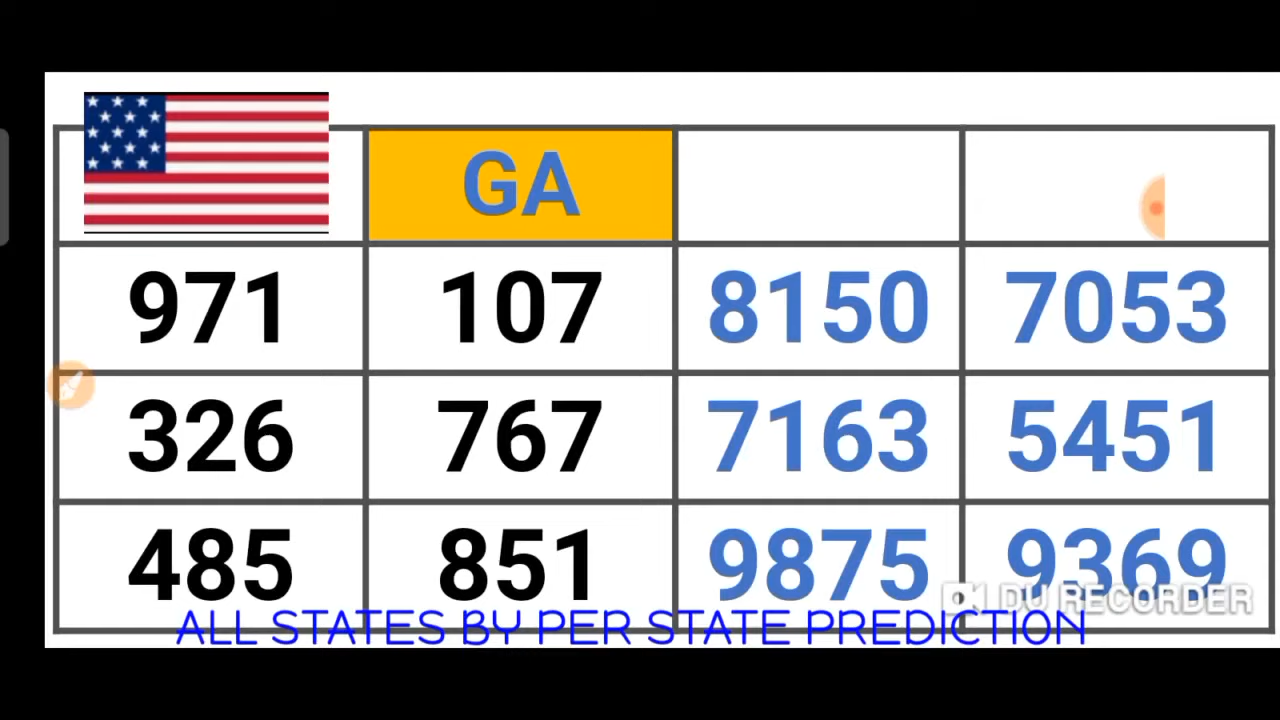 GA
971 107 8150 7053
326 767 7163 5451
485 851 9875 9369
DU RECORDER
ALL STATES BY PER STATE PREDICTION